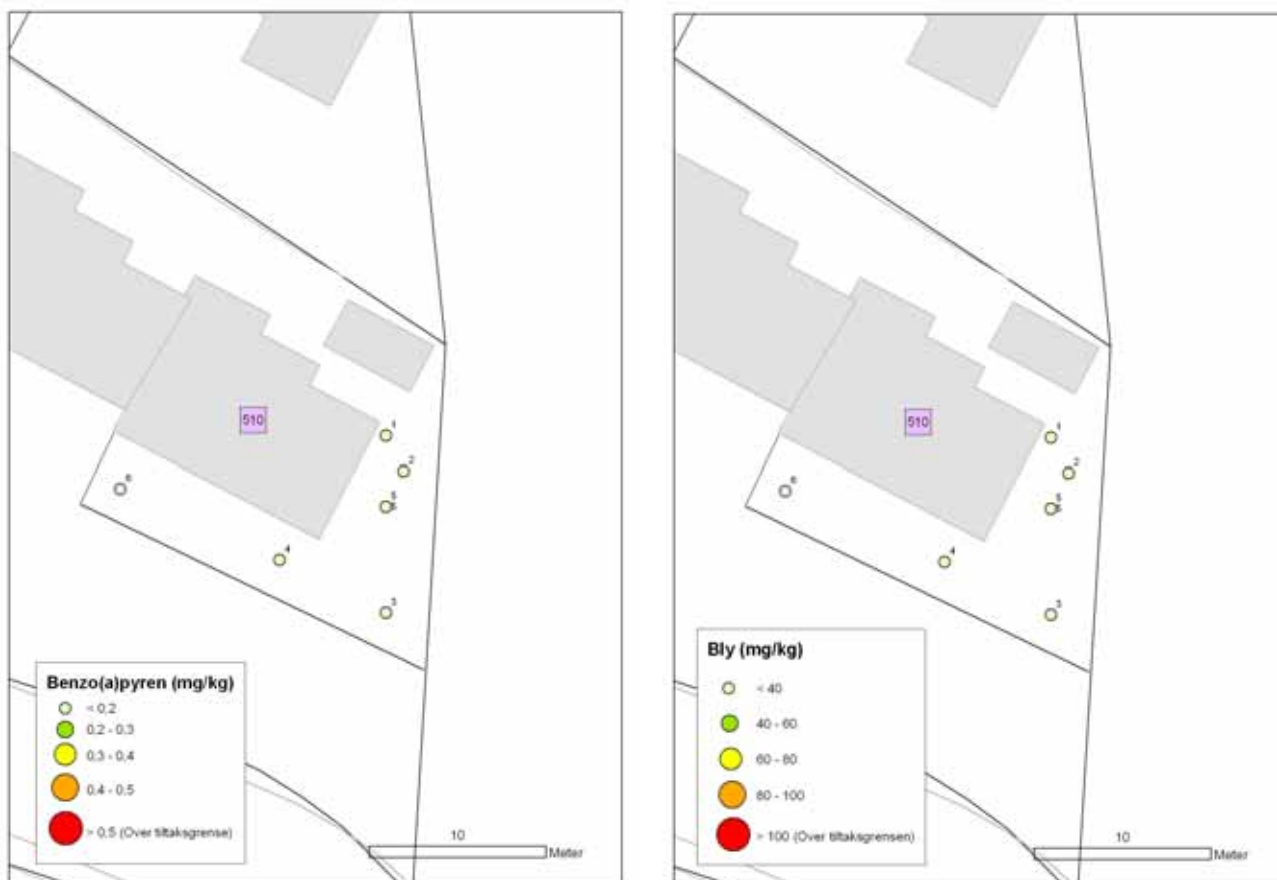 510
1
2
5
6
4
3
Benzo(a)pyren (mg/kg)
< 0,2
0,2 - 0,3
0,3 - 0,4
0,4 - 0,5
> 0,5 (Over tiltaksgrense)
10
Meter
510
1
2
5
6
4
3
Bly (mg/kg)
< 40
40 - 60
60 - 80
80 - 100
> 100 (Over tiltaksgrensen)
10
Meter